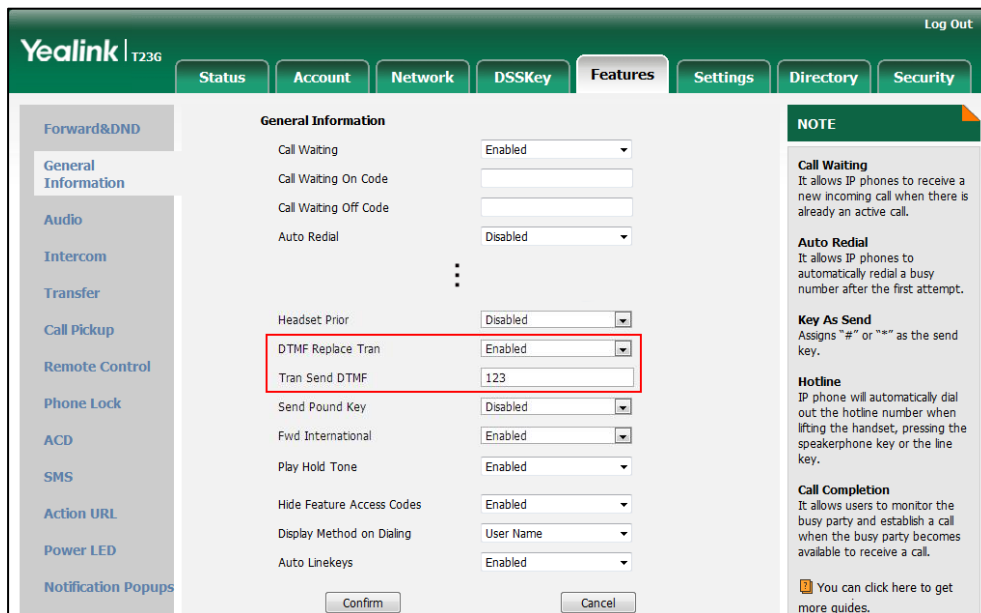 Log Out
Yealink | T23G
Status Account Network DSSKey Features Settings Directory Security
Forward&DND
General
Information
Audio
Intercom
Transfer
Call Pickup
Remote Control
Phone Lock
ACD
SMS
Action URL
Power LED
Notification Popups
General Information
Call Waiting Enabled
Call Waiting On Code
Call Waiting Off Code
Auto Redial Disabled
Headset Prior Disabled
DTMF Replace Tran Enabled
Tran Send DTMF 123
Send Pound Key Disabled
Fwd International Enabled
Play Hold Tone Enabled
Hide Feature Access Codes Enabled
Display Method on Dialing User Name
Auto Linekeys Enabled
Confirm Cancel
NOTE
Call Waiting
It allows IP phones to receive a
new incoming call when there is
already an active call.
Auto Redial
It allows IP phones to
automatically redial a busy
number after the first attempt.
Key As Send
Assigns "#" or "*" as the send
key.
Hotline
IP phone will automatically dial
out the hotline number when
lifting the handset, pressing the
speakerphone key or the line
key.
Call Completion
It allows users to monitor the
busy party and establish a call
when the busy party becomes
available to receive a call.
You can click here to get
more guides.